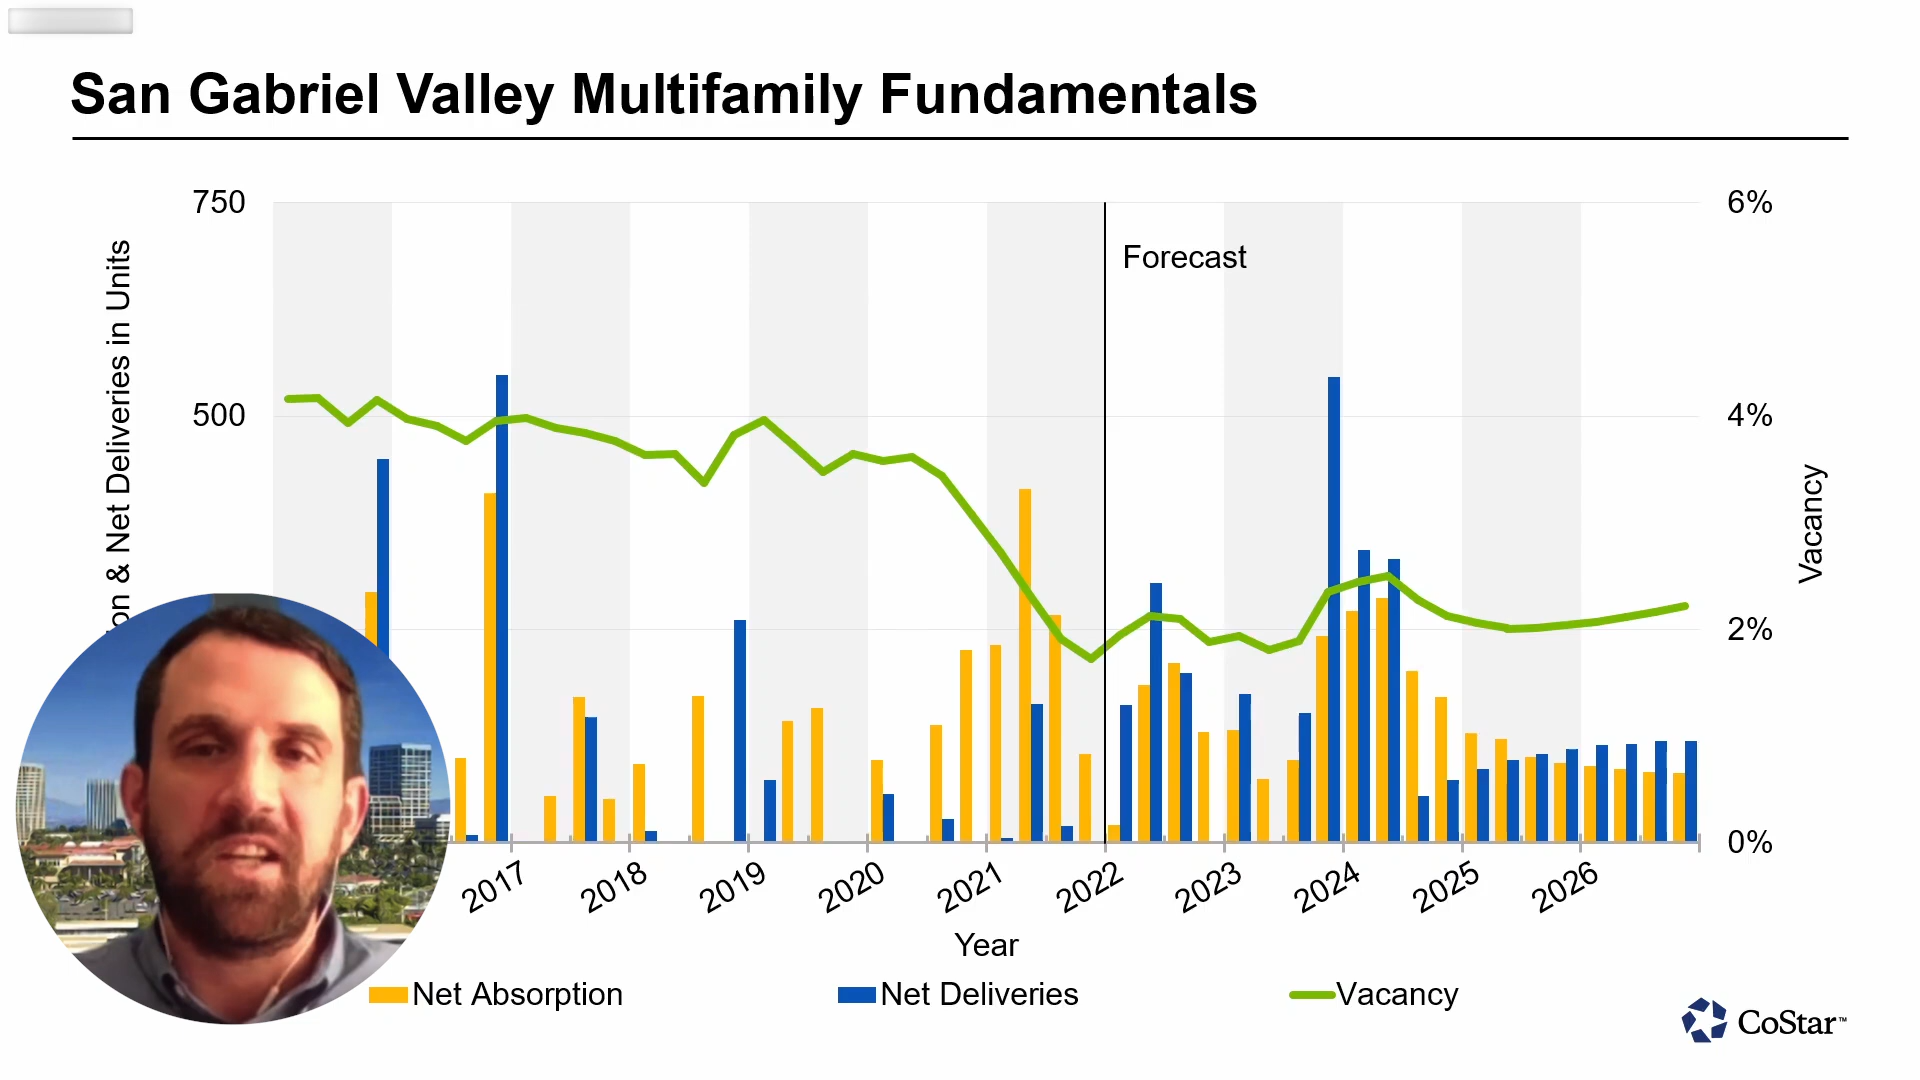 San Gabriel Valley Multifamily Fundamentals
750
6%
Forecast
500
4%
& Net Deliveries in Units
Vacancy
2%
0%
2017
2018
2019
2020
2021
2022
2023
2024
2025
2026
Year
Net Absorption
Net Deliveries
Vacancy
CoStar™